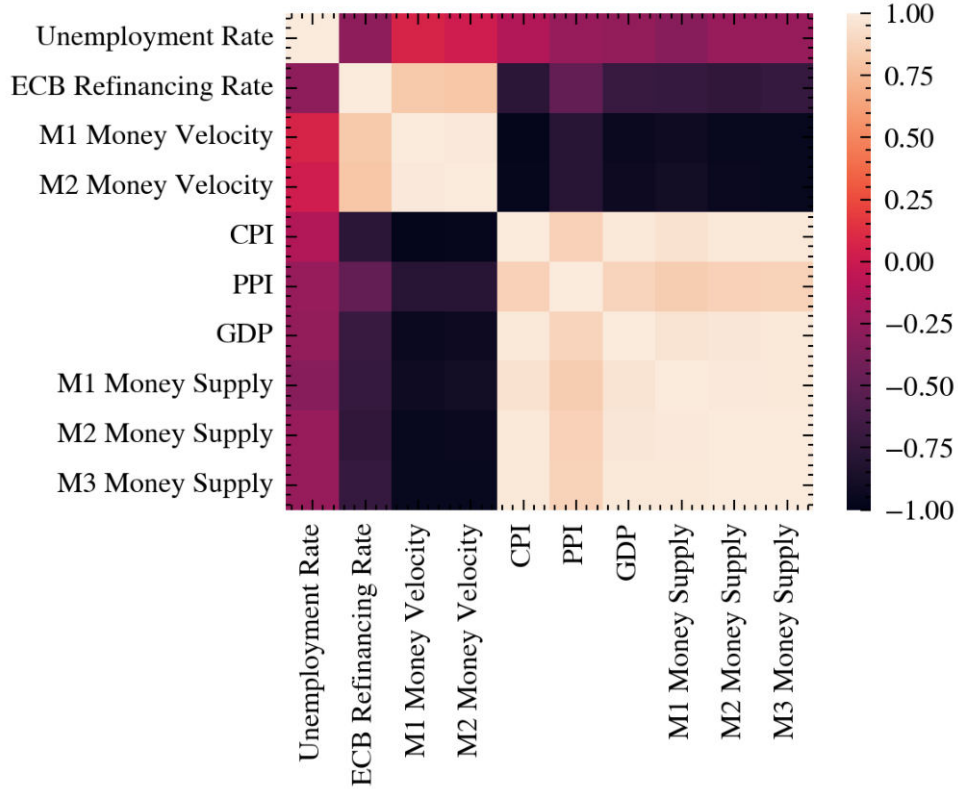 Unemployment Rate
ECB Refinancing Rate
M1 Money Velocity
M2 Money Velocity
CPI
PPI
GDP
M1 Money Supply
M2 Money Supply
M3 Money Supply
Unemployment Rate
ECB Refinancing Rate
M1 Money Velocity
M2 Money Velocity
CPI
PPI
GDP
M1 Money Supply
M2 Money Supply
M3 Money Supply
1.00
0.75
0.50
0.25
0.00
−0.25
−0.50
−0.75
−1.00